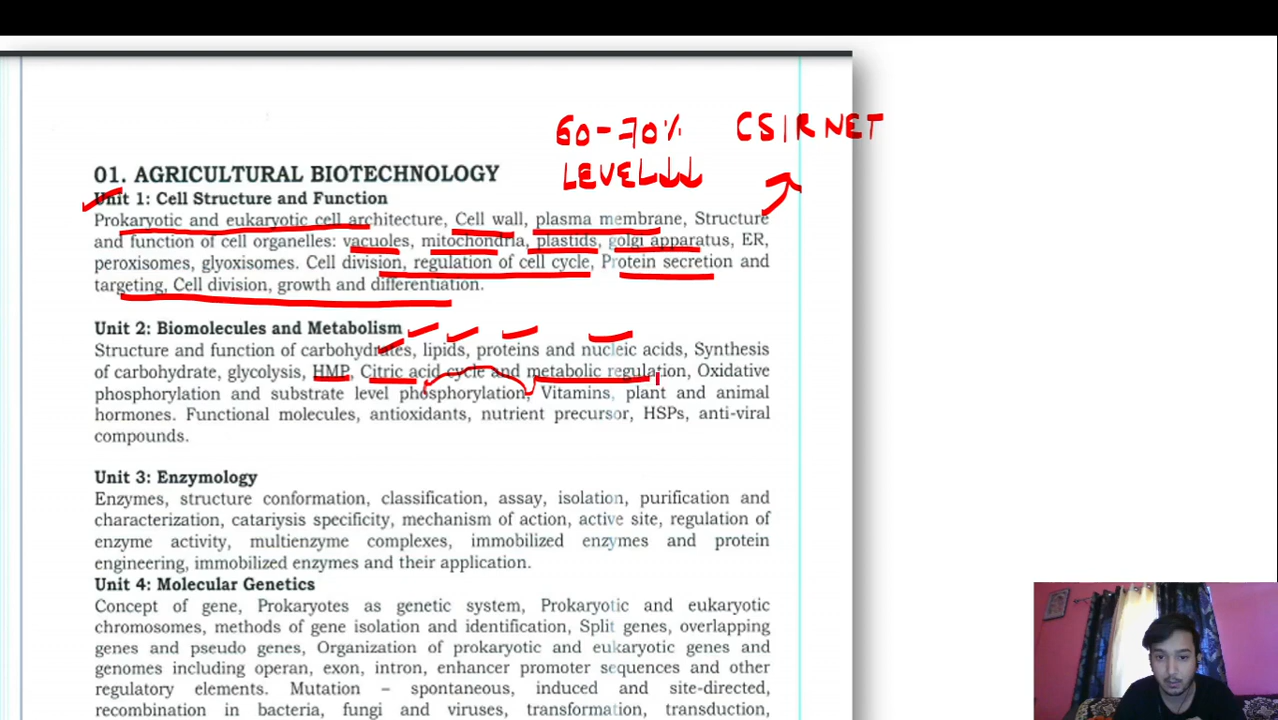 60-70% CSIR NET
LEVEL↓↓↓
01. AGRICULTURAL BIOTECHNOLOGY
Unit 1: Cell Structure and Function
Prokaryotic and eukaryotic cell architecture, Cell wall, plasma membrane, Structure
and function of cell organelles: vacuoles, mitochondria, plastids, golgi apparatus, ER,
peroxisomes, glyoxisomes. Cell division, regulation of cell cycle, Protein secretion and
targeting, Cell division, growth and differentiation.
Unit 2: Biomolecules and Metabolism
Structure and function of carbohydrates, lipids, proteins and nucleic acids, Synthesis
of carbohydrate, glycolysis, HMP, Citric acid cycle and metabolic regulation, Oxidative
phosphorylation and substrate level phosphorylation, Vitamins, plant and animal
hormones. Functional molecules, antioxidants, nutrient precursor, HSPs, anti-viral
compounds.
Unit 3: Enzymology
Enzymes, structure conformation, classification, assay, isolation, purification and
characterization, catariysis specificity, mechanism of action, active site, regulation of
enzyme activity, multienzyme complexes, immobilized enzymes and protein
engineering, immobilized enzymes and their application.
Unit 4: Molecular Genetics
Concept of gene, Prokaryotes as genetic system, Prokaryotic and eukaryotic
chromosomes, methods of gene isolation and identification, Split genes, overlapping
genes and pseudo genes, Organization of prokaryotic and eukaryotic genes and
genomes including operan, exon, intron, enhancer promoter sequences and other
regulatory elements. Mutation – spontaneous, induced and site-directed,
recombination in bacteria, fungi and viruses, transformation, transduction,